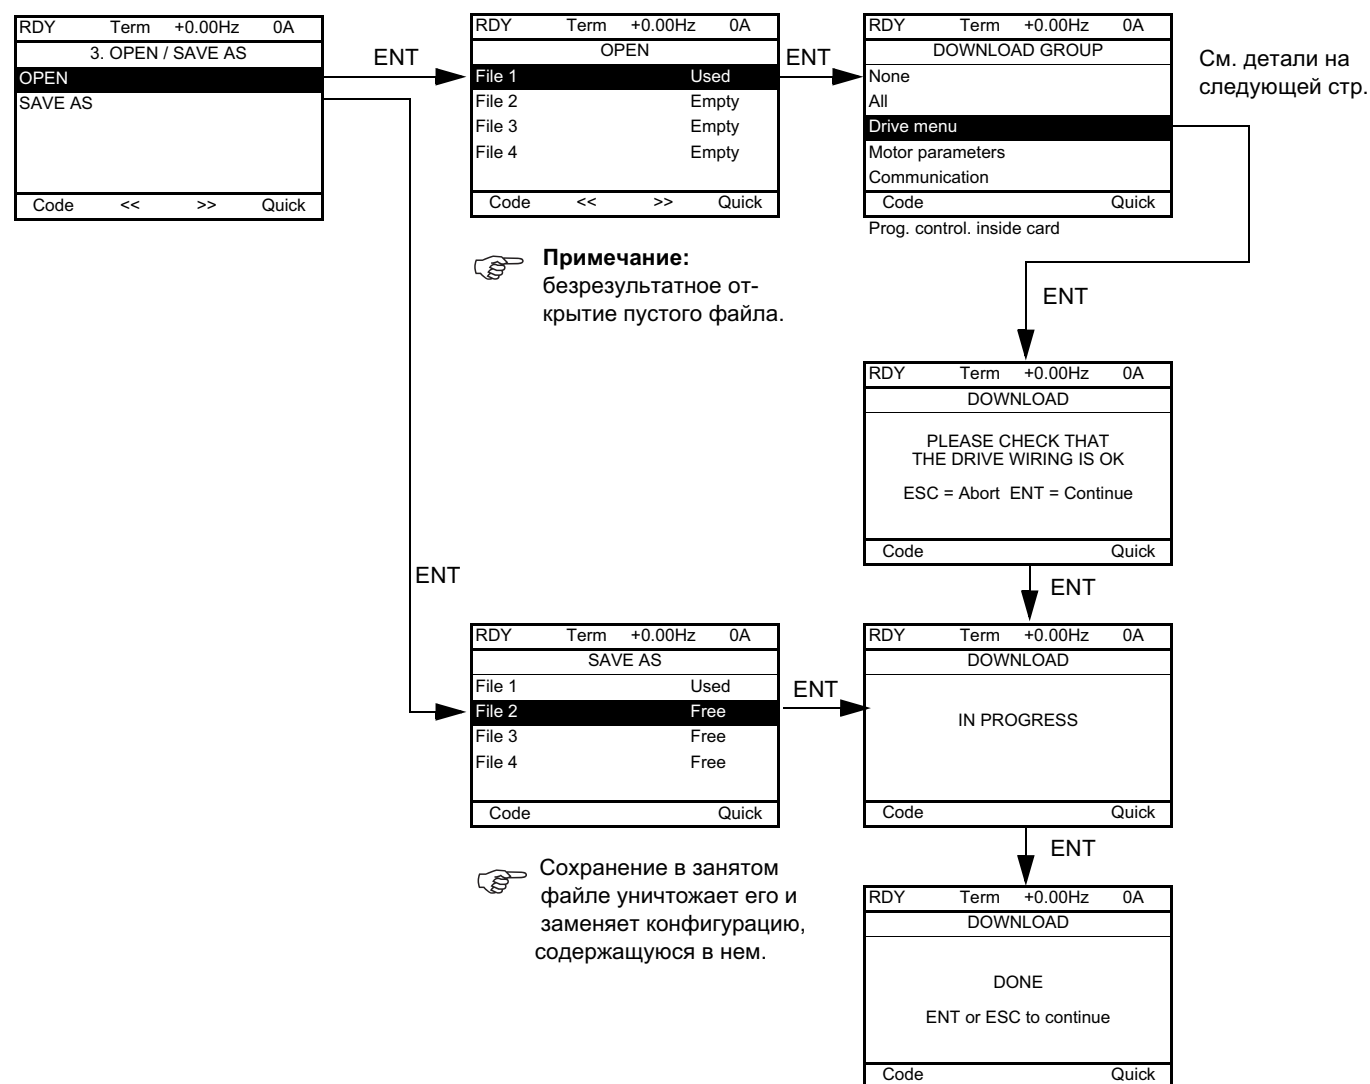 RDY Term +0.00Hz 0A
3. OPEN / SAVE AS
OPEN
SAVE AS
Code << >> Quick
ENT
RDY Term +0.00Hz 0A
OPEN
File 1 Used
File 2 Empty
File 3 Empty
File 4 Empty
Code << >> Quick
ENT
RDY Term +0.00Hz 0A
DOWNLOAD GROUP
None
All
Drive menu
Motor parameters
Communication
Code Quick
Prog. control. inside card
См. детали на
следующей стр.
Примечание:
безрезультатное от-
крытие пустого файла.
ENT
RDY Term +0.00Hz 0A
DOWNLOAD
PLEASE CHECK THAT
THE DRIVE WIRING IS OK
ESC = Abort ENT = Continue
Code Quick
ENT
ENT
RDY Term +0.00Hz 0A
SAVE AS
File 1 Used
File 2 Free
File 3 Free
File 4 Free
Code Quick
ENT
RDY Term +0.00Hz 0A
DOWNLOAD
IN PROGRESS
Code Quick
ENT
Сохранение в занятом
файле уничтожает его и
заменяет конфигурацию,
содержащуюся в нем.
RDY Term +0.00Hz 0A
DOWNLOAD
DONE
ENT or ESC to continue
Code Quick